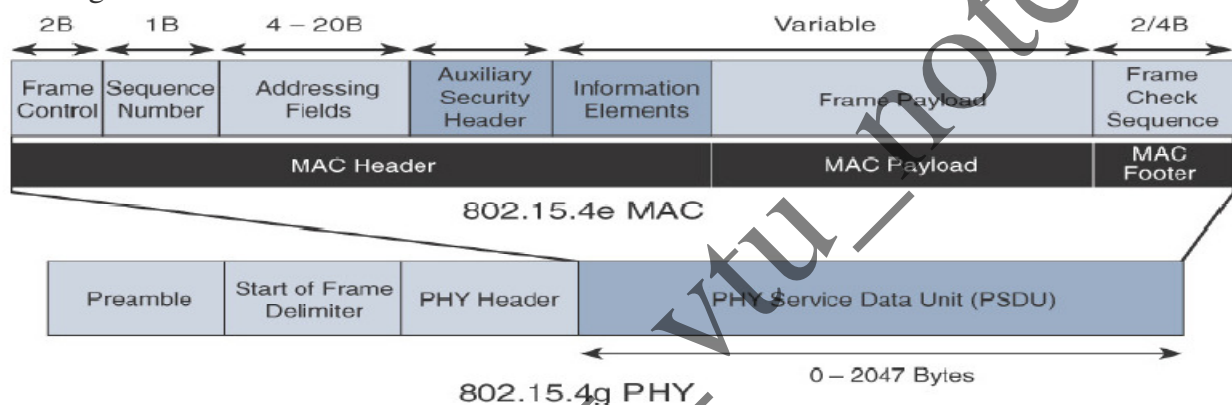 2B 1B 4 – 20B Variable 2/4B
Frame Control
Sequence Number
Addressing Fields
Auxiliary Security Header
Information Elements
Frame Payload
Frame Check Sequence
MAC Header
MAC Payload
MAC Footer
802.15.4e MAC
Preamble
Start of Frame Delimiter
PHY Header
PHY Service Data Unit (PSDU)
0 – 2047 Bytes
802.15.4g PHY
vtu_note